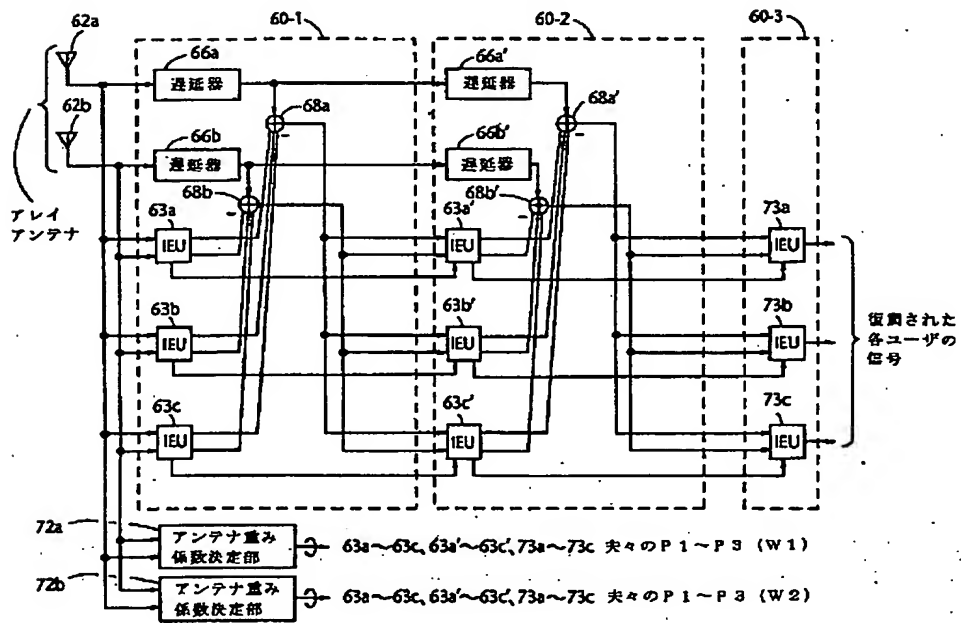 62a
60-1
60-2
60-3
66a
66a'
遅延器
遅延器
62b
68a
68a'
66b
66b'
遅延器
遅延器
68b
68b'
アレイ
アンテナ
63a
63a'
73a
IEU
IEU
IEU
63b
63b'
73b
IEU
IEU
IEU
復調された
各ユーザの
信号
63c
63c'
73c
IEU
IEU
IEU
72a
アンテナ重み
係数決定部
63a～63c、63a'～63c'、73a～73c 夫々のP1～P3 (W1)
72b
アンテナ重み
係数決定部
63a～63c、63a'～63c'、73a～73c 夫々のP1～P3 (W2)